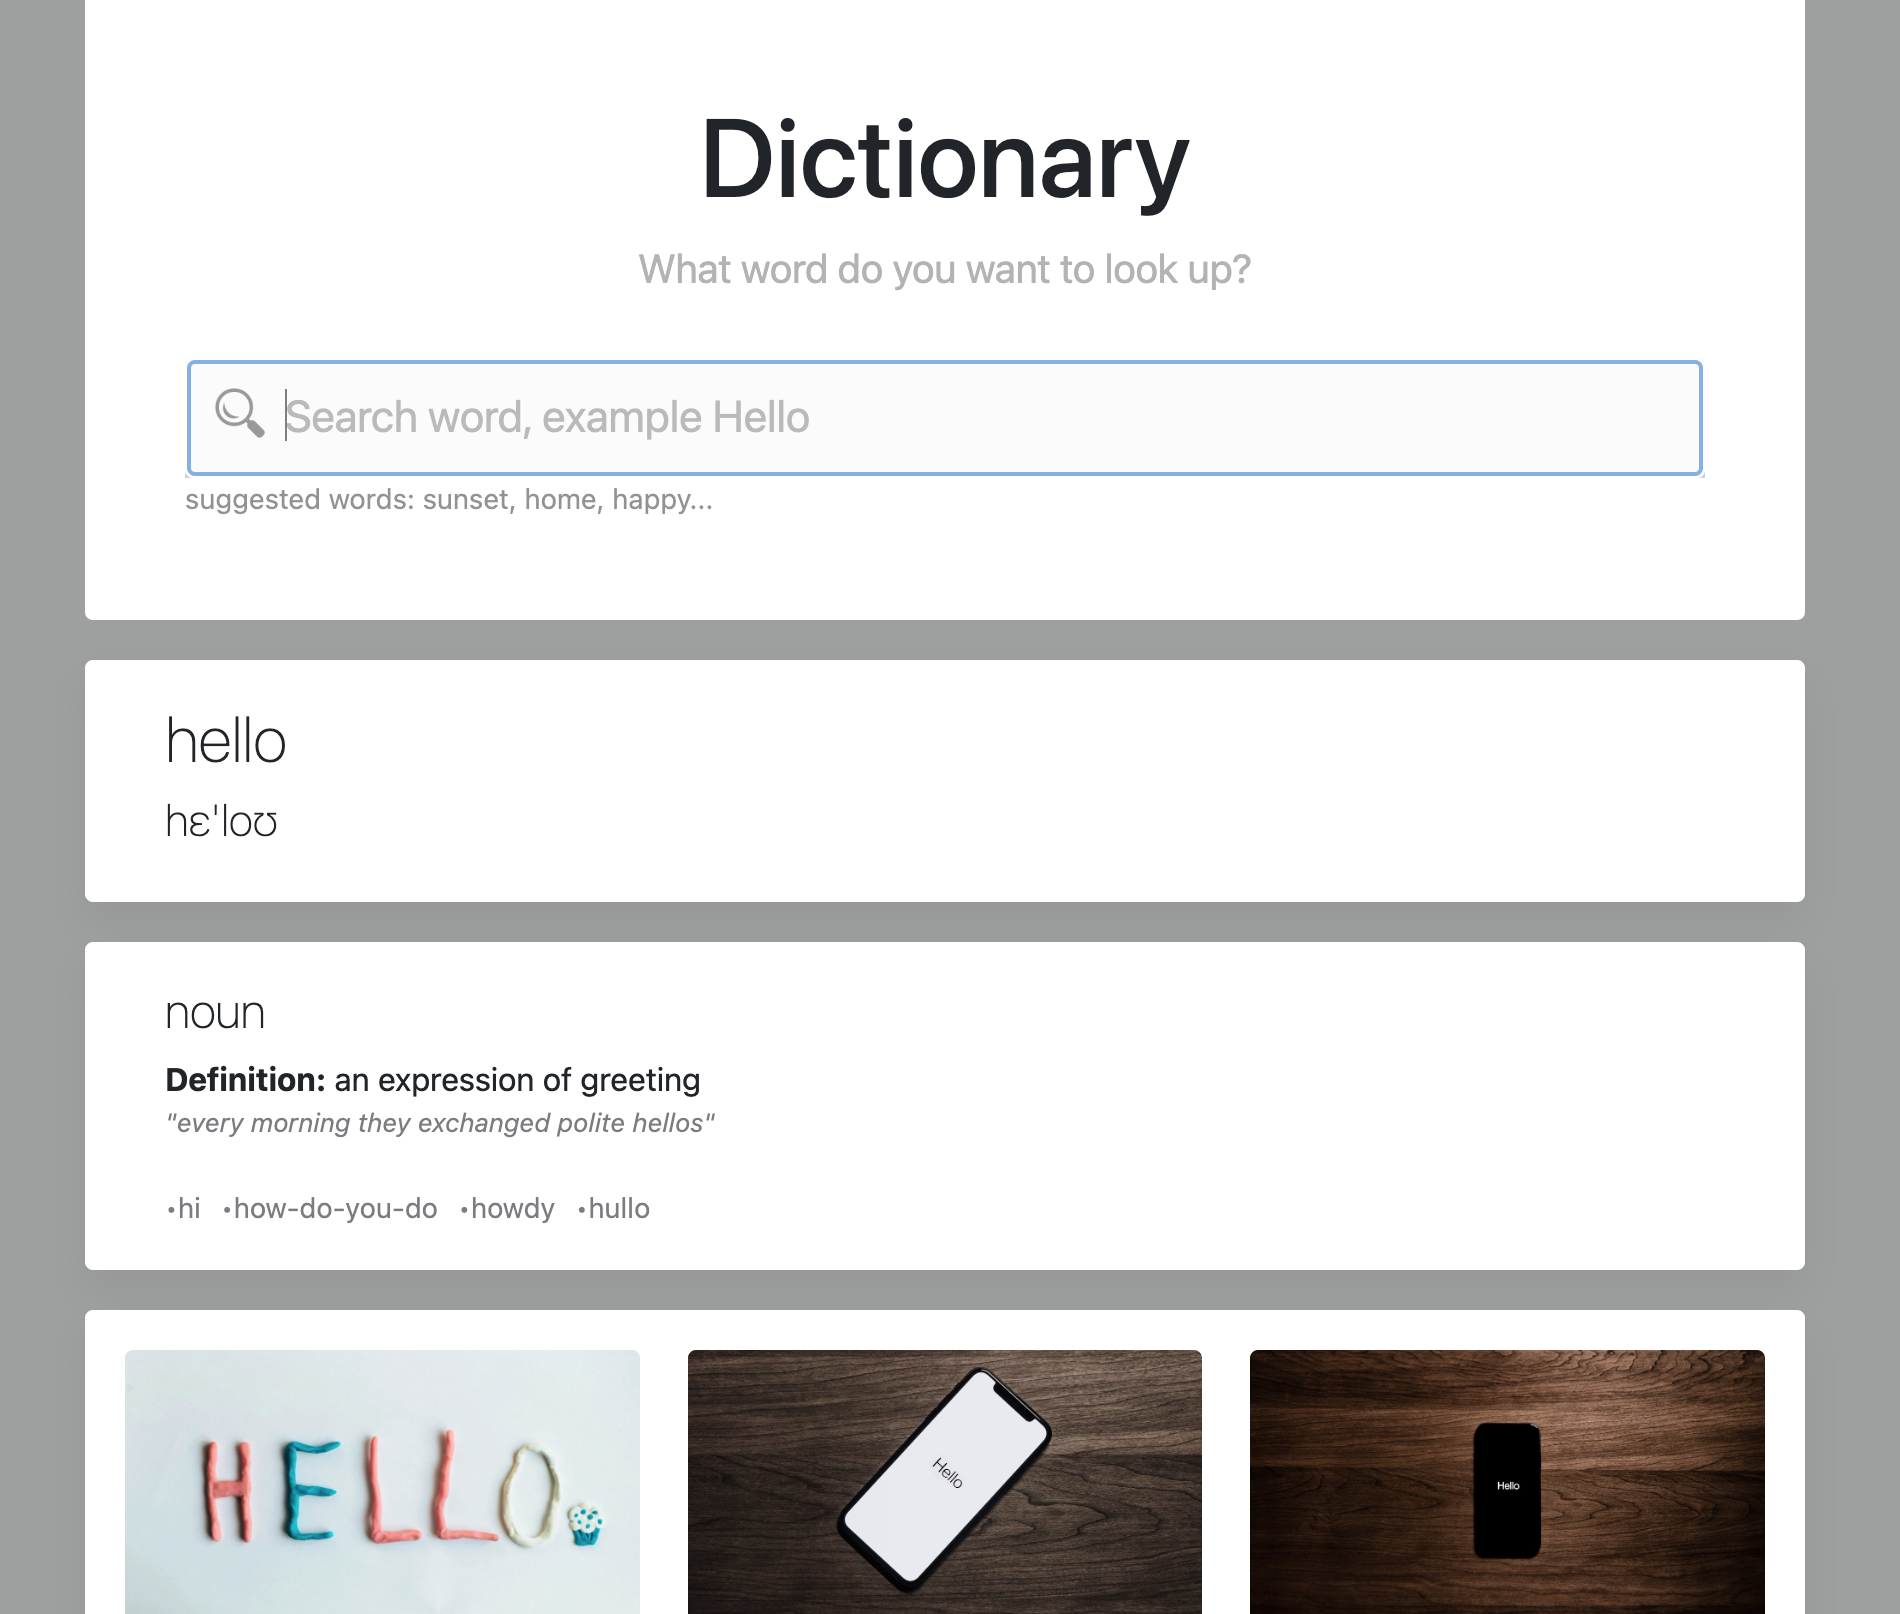 Dictionary
What word do you want to look up?
Search word, example Hello
suggested words: sunset, home, happy...
hello
hɛˈloʊ
noun
Definition: an expression of greeting
"every morning they exchanged polite hellos"
•hi •how-do-you-do •howdy •hullo
HELLO
Hello
Hello